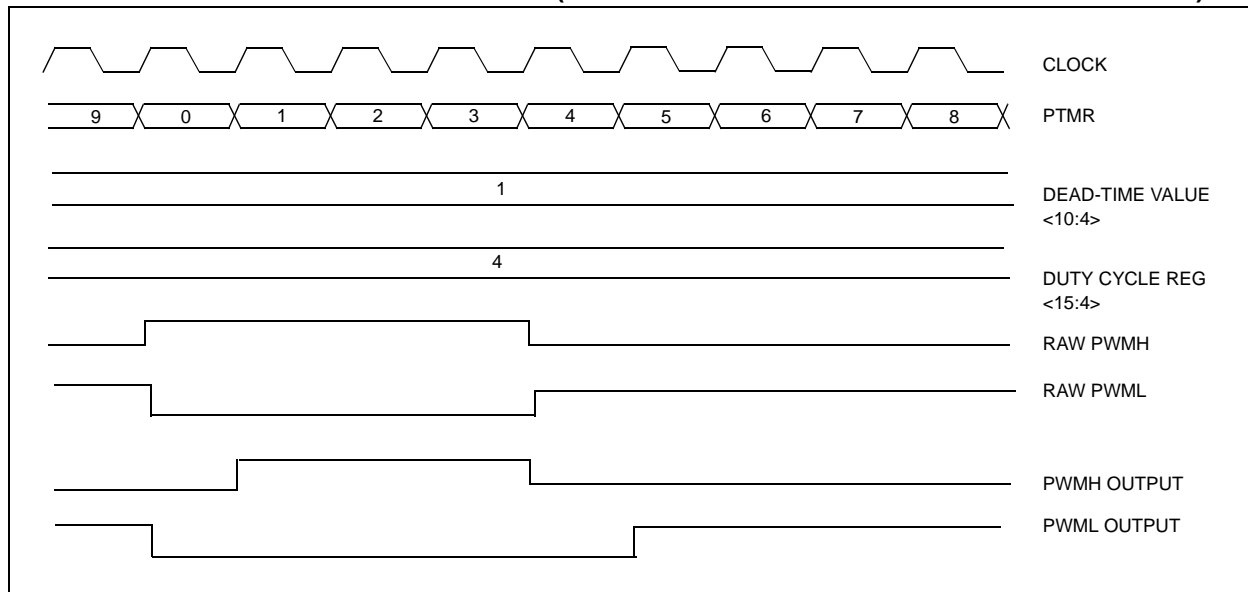 CLOCK
9 0 1 2 3 4 5 6 7 8 PTMR
1
DEAD-TIME VALUE
<10:4>
4
DUTY CYCLE REG
<15:4>
RAW PWMH
RAW PWML
PWMH OUTPUT
PWML OUTPUT